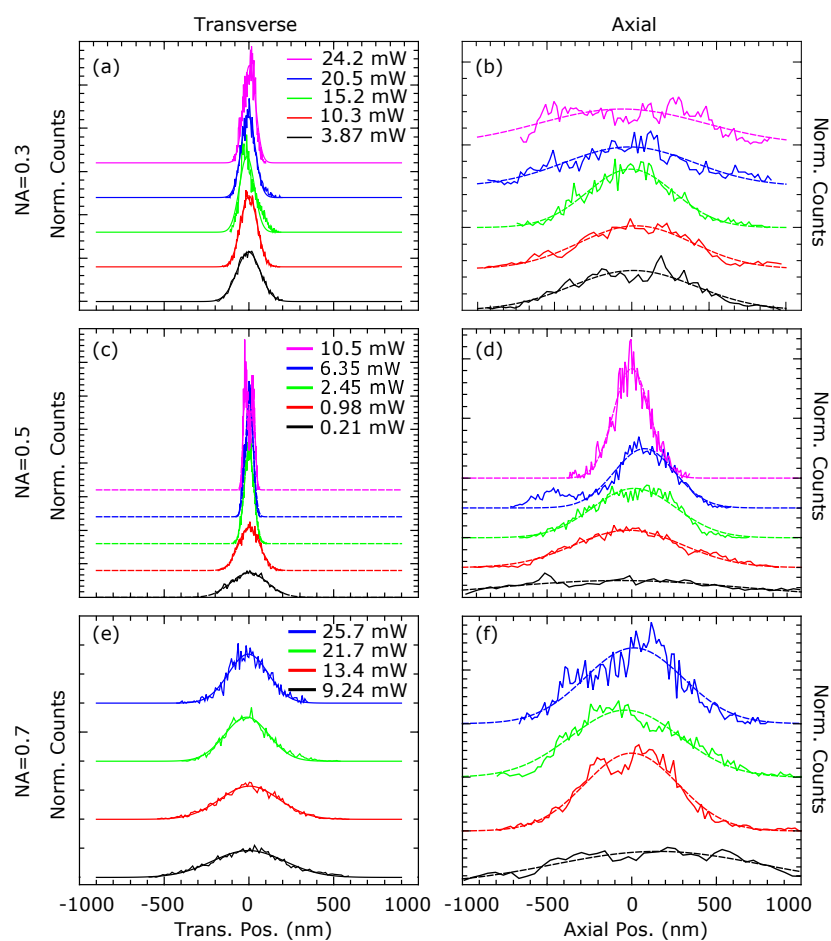 Transverse
Axial
(a)
24.2 mW
20.5 mW
15.2 mW
10.3 mW
3.87 mW
NA=0.3
Norm. Counts
(b)
Norm. Counts
(c)
10.5 mW
6.35 mW
2.45 mW
0.98 mW
0.21 mW
NA=0.5
Norm. Counts
(d)
Norm. Counts
(e)
25.7 mW
21.7 mW
13.4 mW
9.24 mW
NA=0.7
Norm. Counts
(f)
Norm. Counts
-1000 -500 0 500 1000
Trans. Pos. (nm)
-1000 -500 0 500 1000
Axial Pos. (nm)